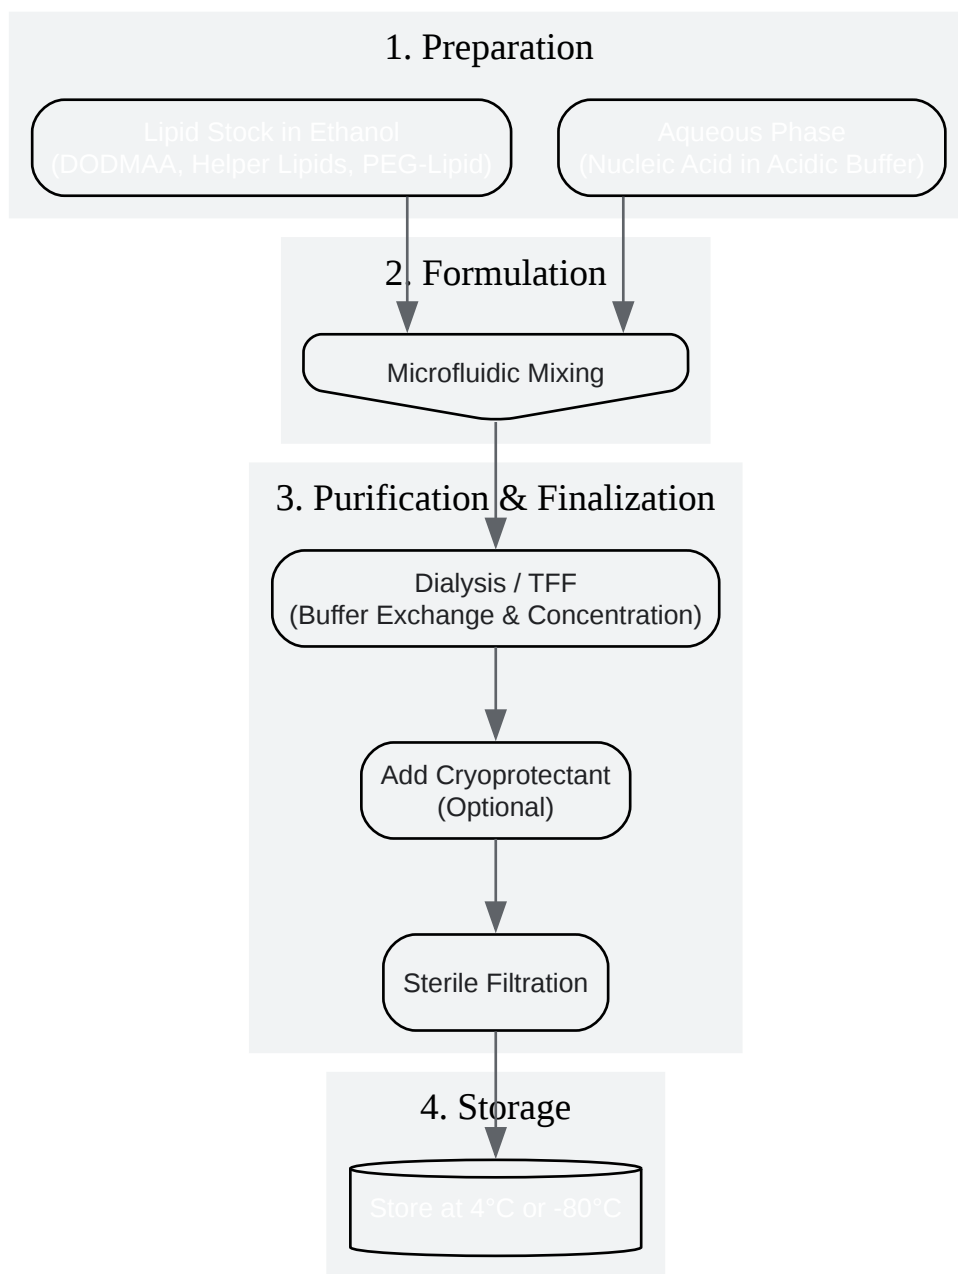 1. Preparation
Lipid Stock in Ethanol
(DODMAA, Helper Lipids, PEG-Lipid)
Aqueous Phase
(Nucleic Acid in Acidic Buffer)
2. Formulation
Microfluidic Mixing
3. Purification & Finalization
Dialysis / TFF
(Buffer Exchange & Concentration)
Add Cryoprotectant
(Optional)
Sterile Filtration
4. Storage
Store at 4°C or -80°C